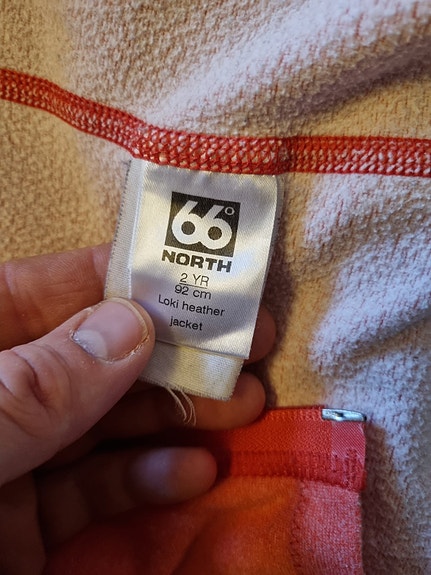 66°
NORTH
2 YR
92 cm
Loki heather
jacket